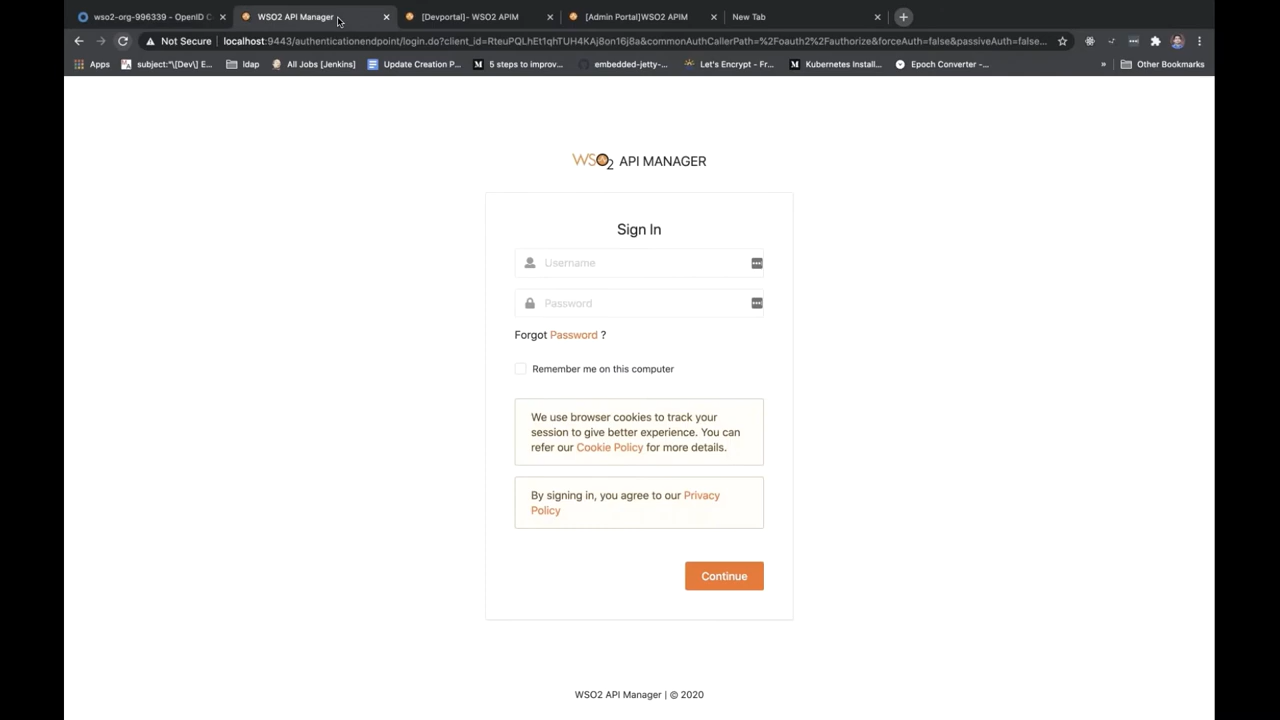 wso2-org-996339 - OpenID C
WSO2 API Manager
[Devportal]- WSO2 APIM
[Admin Portal]WSO2 APIM
New Tab
Not Secure
localhost:9443/authenticationendpoint/login.do?client_id=RteuPQLhEt1qhTUH4KAj8on16j8a&commonAuthCallerPath=%2Foauth2%2Fauthorize&forceAuth=false&passiveAuth=false...
Apps
subject:"\[Dev\] E...
ldap
All Jobs [Jenkins]
Update Creation P...
5 steps to improv...
embedded-jetty-...
Let's Encrypt - Fr...
Kubernetes Instal...
Epoch Converter -...
»
Other Bookmarks
WSO2 API MANAGER
Sign In
Username
Password
Forgot Password ?
Remember me on this computer
We use browser cookies to track your
session to give better experience. You can
refer our Cookie Policy for more details.
By signing in, you agree to our Privacy
Policy
Continue
WSO2 API Manager | © 2020